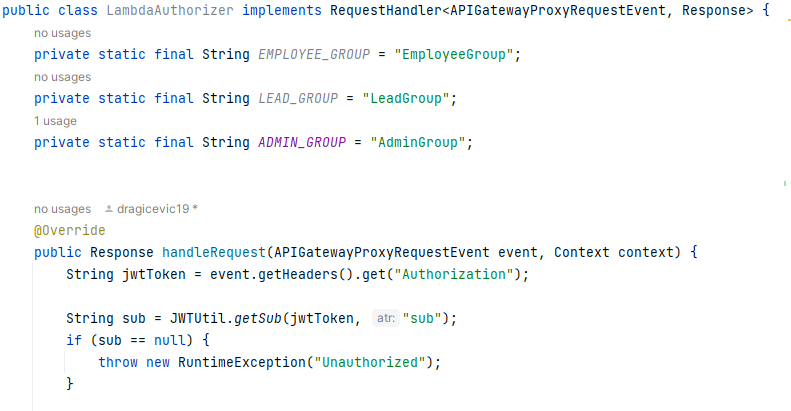 public class LambdaAuthorizer implements RequestHandler<APIGatewayProxyRequestEvent, Response> {
no usages
private static final String EMPLOYEE_GROUP = "EmployeeGroup";
no usages
private static final String LEAD_GROUP = "LeadGroup";
1 usage
private static final String ADMIN_GROUP = "AdminGroup";
no usages dragicevic19 *
@Override
public Response handleRequest(APIGatewayProxyRequestEvent event, Context context) {
String jwtToken = event.getHeaders().get("Authorization");
String sub = JWTUtil.getSub(jwtToken, atr: "sub");
if (sub == null) {
throw new RuntimeException("Unauthorized");
}